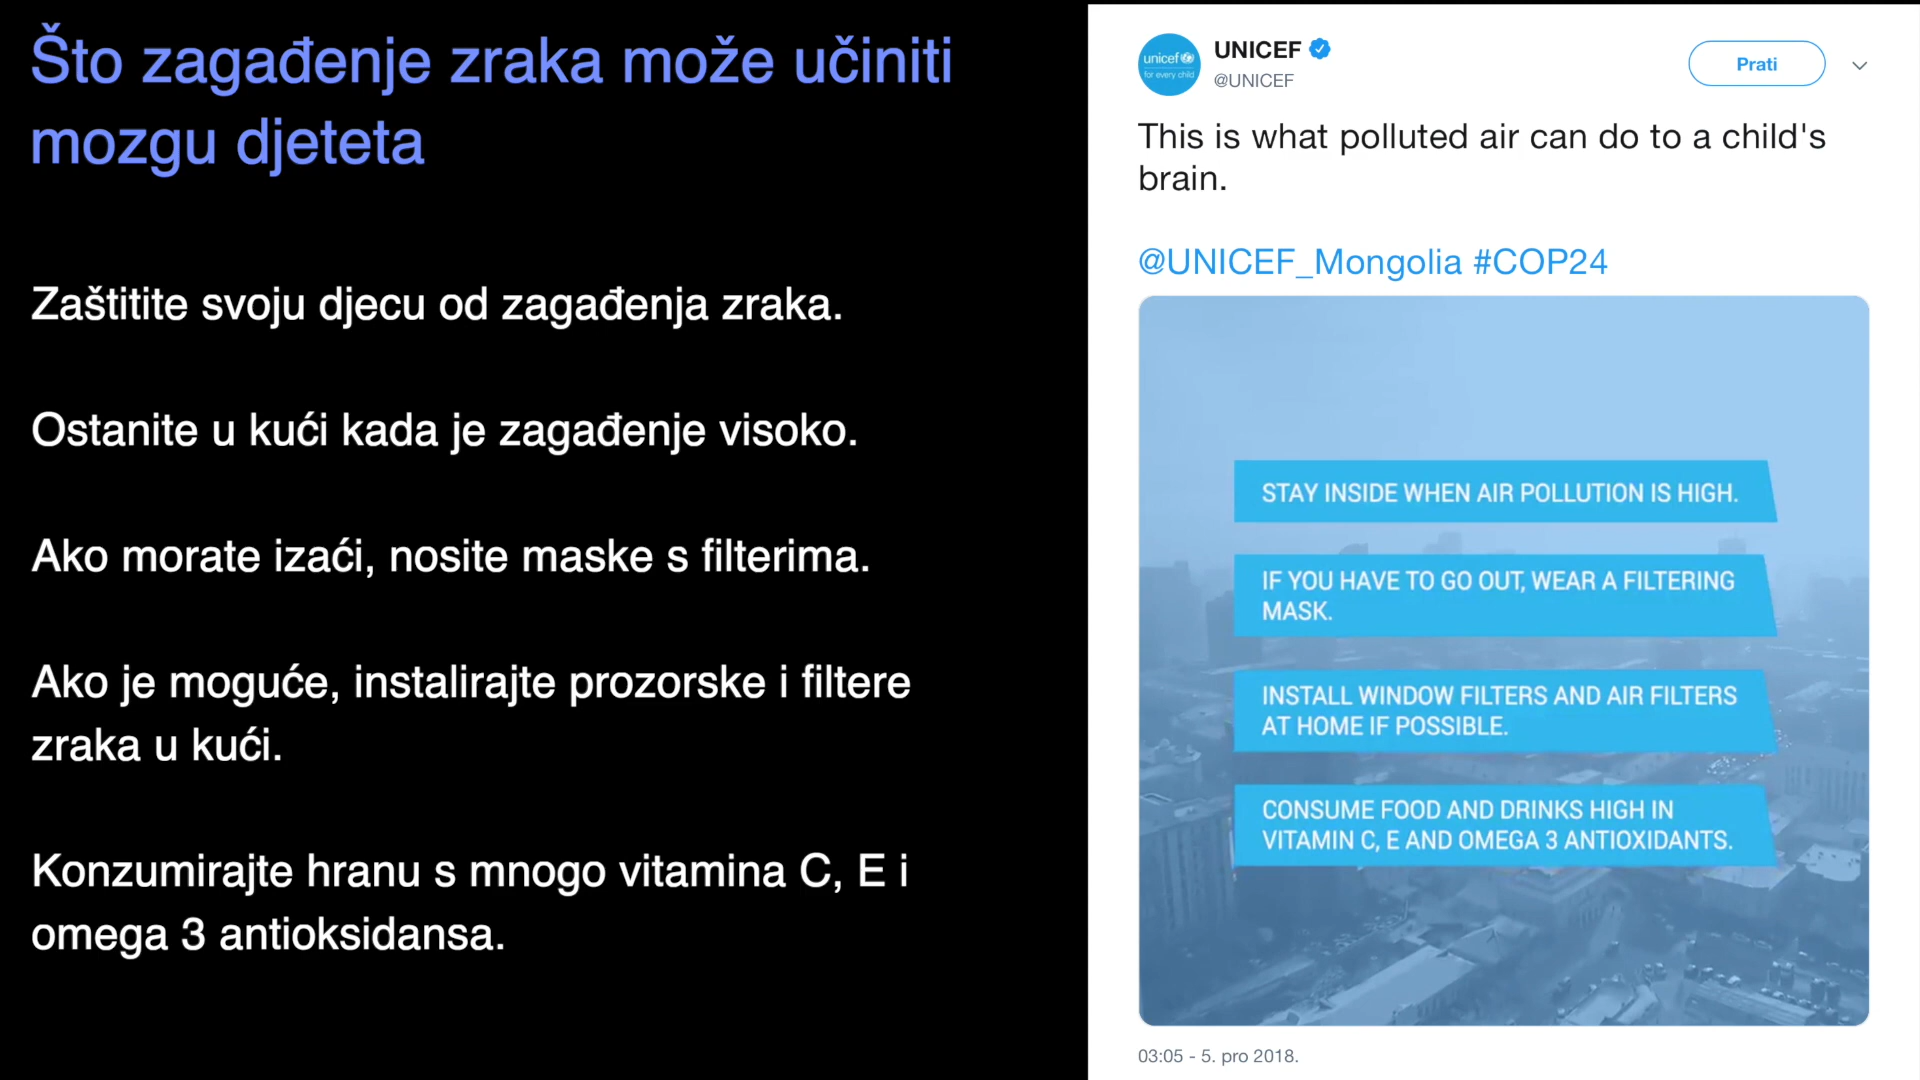 Što zagađenje zraka može učiniti
mozgu djeteta
Zaštitite svoju djecu od zagađenja zraka.
Ostanite u kući kada je zagađenje visoko.
Ako morate izaći, nosite maske s filterima.
Ako je moguće, instalirajte prozorske i filtere
zraka u kući.
Konzumirajte hranu s mnogo vitamina C, E i
omega 3 antioksidansa.
unicef
for every child
UNICEF
@UNICEF
Prati
This is what polluted air can do to a child's
brain.
@UNICEF_Mongolia #COP24
STAY INSIDE WHEN AIR POLLUTION IS HIGH.
IF YOU HAVE TO GO OUT, WEAR A FILTERING
MASK.
INSTALL WINDOW FILTERS AND AIR FILTERS
AT HOME IF POSSIBLE.
CONSUME FOOD AND DRINKS HIGH IN
VITAMIN C, E AND OMEGA 3 ANTIOXIDANTS.
03:05 - 5. pro 2018.